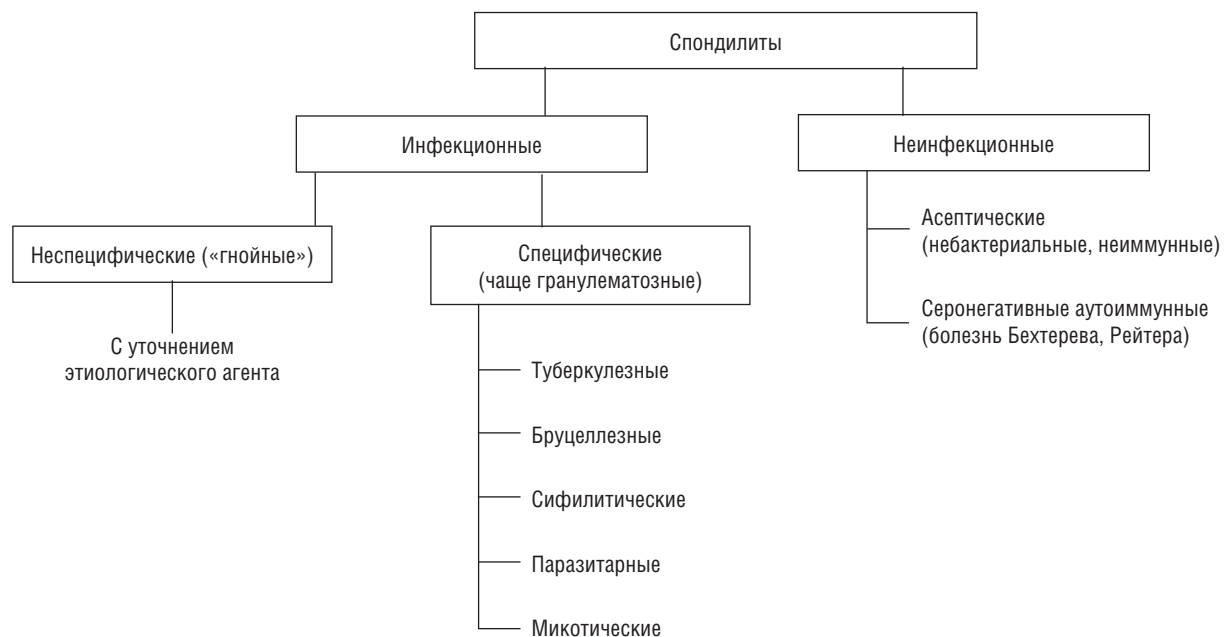 Спондилиты
Инфекционные
Неинфекционные
Неспецифические («гнойные»)
С уточнением
этиологического агента
Специфические
(чаще гранулематозные)
Туберкулезные
Бруцеллезные
Сифилитические
Паразитарные
Микотические
Асептические
(небактериальные, неиммунные)
Серонегативные аутоиммунные
(болезнь Бехтерева, Рейтера)